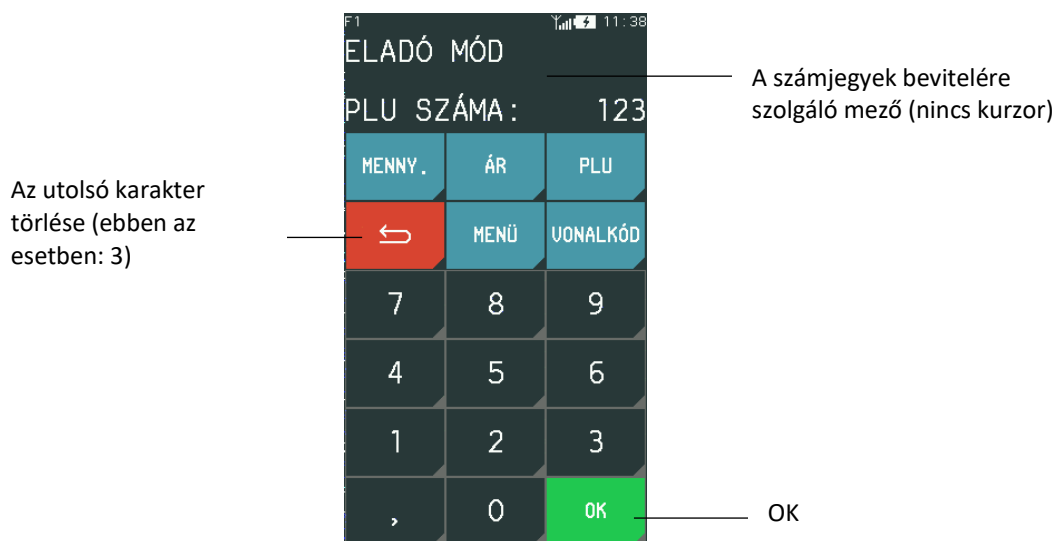 F1 11:38
ELADÓ MÓD
PLU SZÁMA: 123
A számjegyek bevitelére
szolgáló mező (nincs kurzor)
MENNY. ÁR PLU
Az utolsó karakter
törlése (ebben az
esetben: 3)
MENÜ VONALKÓD
7 8 9
4 5 6
1 2 3
, 0 OK
OK